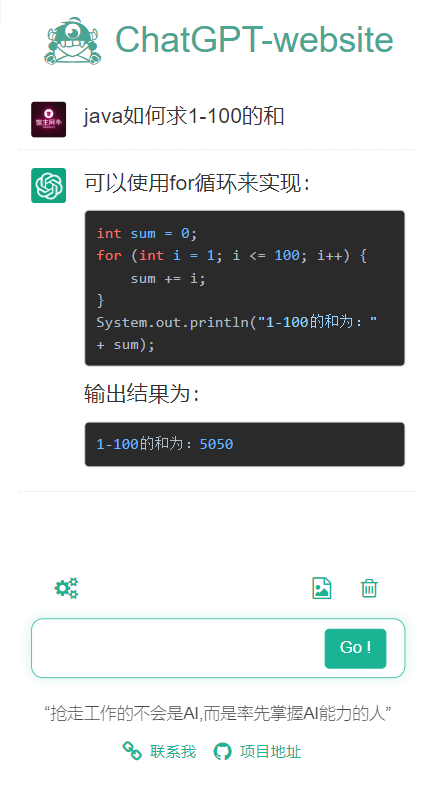 ChatGPT-website
java如何求1-100的和
可以使用for循环来实现：
int sum = 0;
for (int i = 1; i <= 100; i++) {
    sum += i;
}
System.out.println("1-100的和为："
+ sum);
输出结果为：
1-100的和为：5050
Go !
“抢走工作的不会是AI,而是率先掌握AI能力的人”
联系我 项目地址